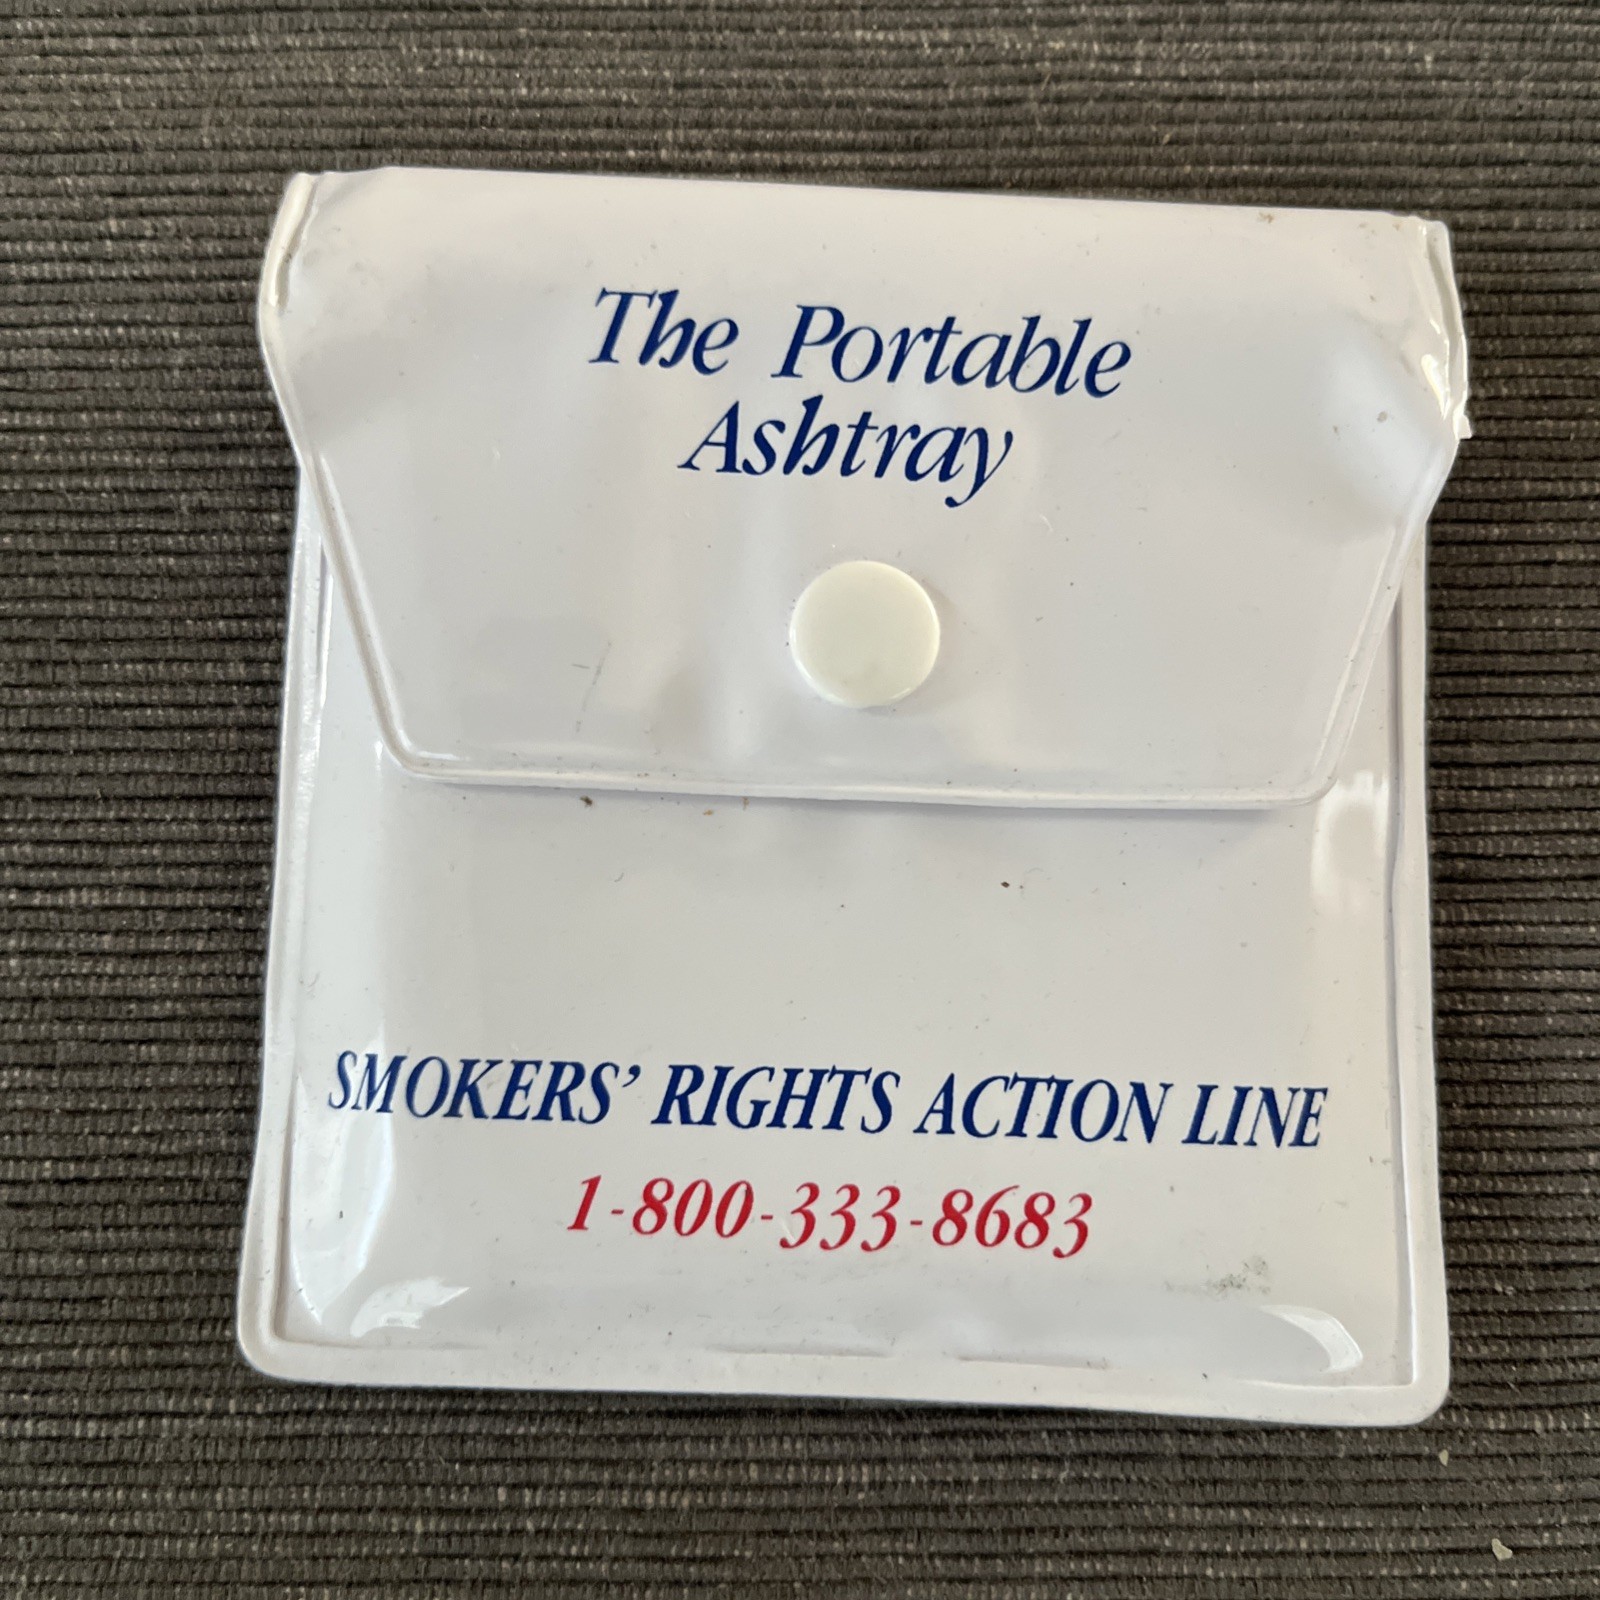 The Portable
Ashtray
SMOKERS' RIGHTS ACTION LINE
1-800-333-8683